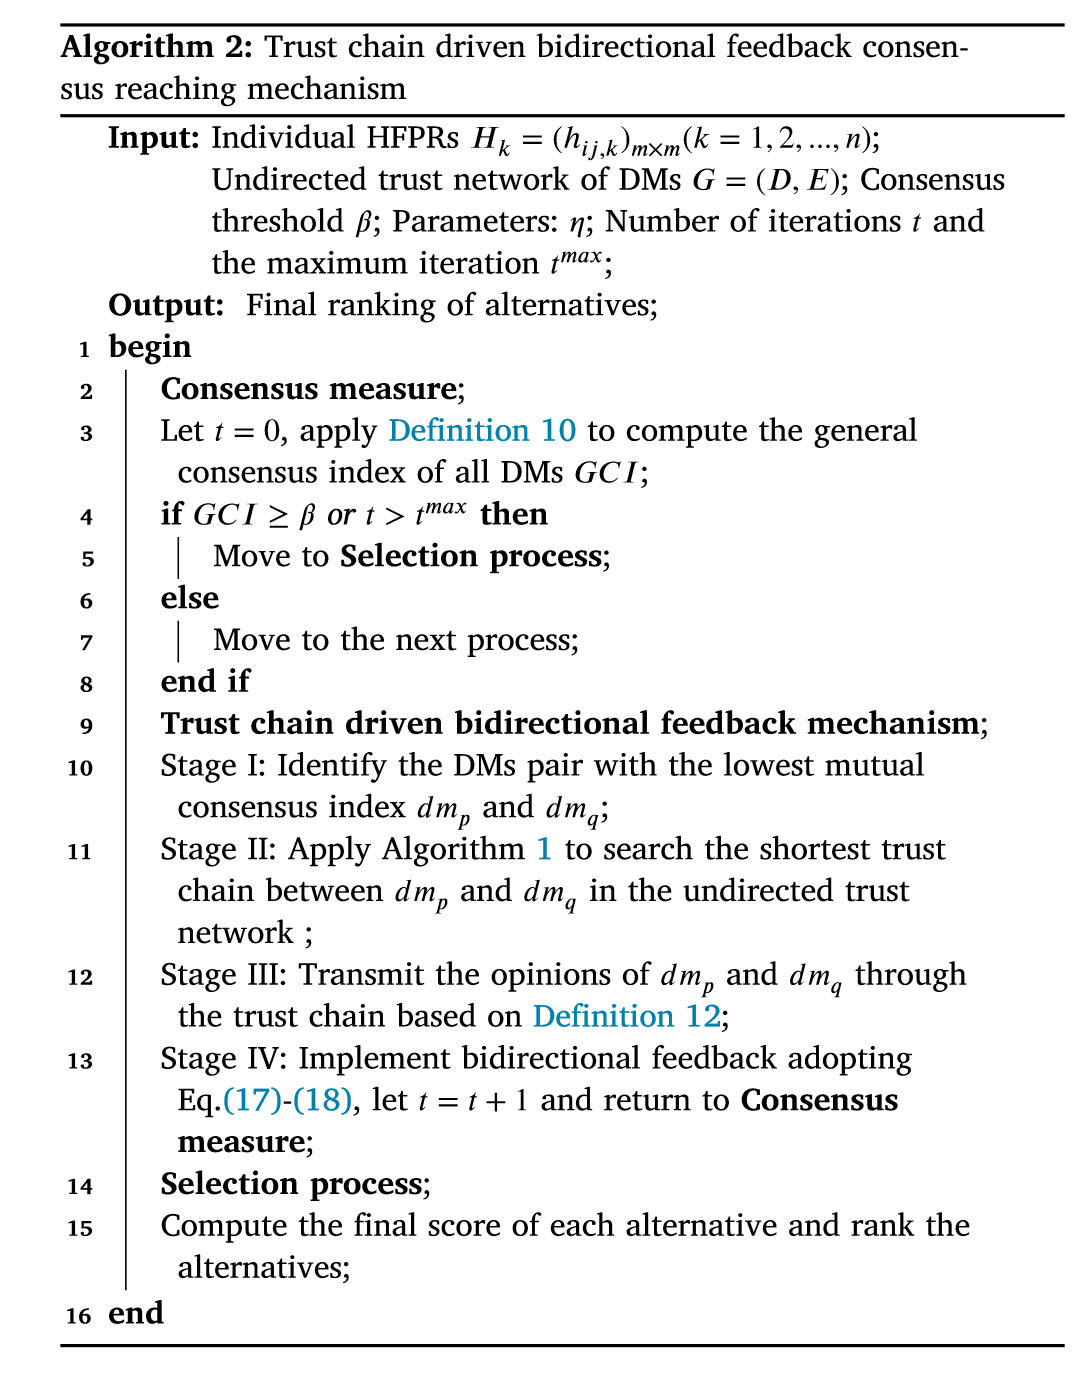 Algorithm 2: Trust chain driven bidirectional feedback consen-
sus reaching mechanism
Input: Individual HFPRs H_k = (h_{ij,k})_{m×m}(k = 1, 2, ..., n);
Undirected trust network of DMs G = (D, E); Consensus
threshold β; Parameters: η; Number of iterations t and
the maximum iteration t^{max};
Output: Final ranking of alternatives;
1 begin
2 Consensus measure;
3 Let t = 0, apply Definition 10 to compute the general
consensus index of all DMs GCI;
4 if GCI ≥ β or t > t^{max} then
5 Move to Selection process;
6 else
7 Move to the next process;
8 end if
9 Trust chain driven bidirectional feedback mechanism;
10 Stage I: Identify the DMs pair with the lowest mutual
consensus index dm_p and dm_q;
11 Stage II: Apply Algorithm 1 to search the shortest trust
chain between dm_p and dm_q in the undirected trust
network ;
12 Stage III: Transmit the opinions of dm_p and dm_q through
the trust chain based on Definition 12;
13 Stage IV: Implement bidirectional feedback adopting
Eq.(17)-(18), let t = t + 1 and return to Consensus
measure;
14 Selection process;
15 Compute the final score of each alternative and rank the
alternatives;
16 end